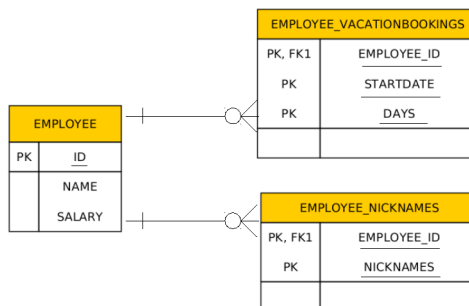 EMPLOYEE_VACATIONBOOKINGS
PK, FK1 EMPLOYEE_ID
PK STARTDATE
PK DAYS
EMPLOYEE
PK ID
NAME
SALARY
EMPLOYEE_NICKNAMES
PK, FK1 EMPLOYEE_ID
PK NICKNAMES